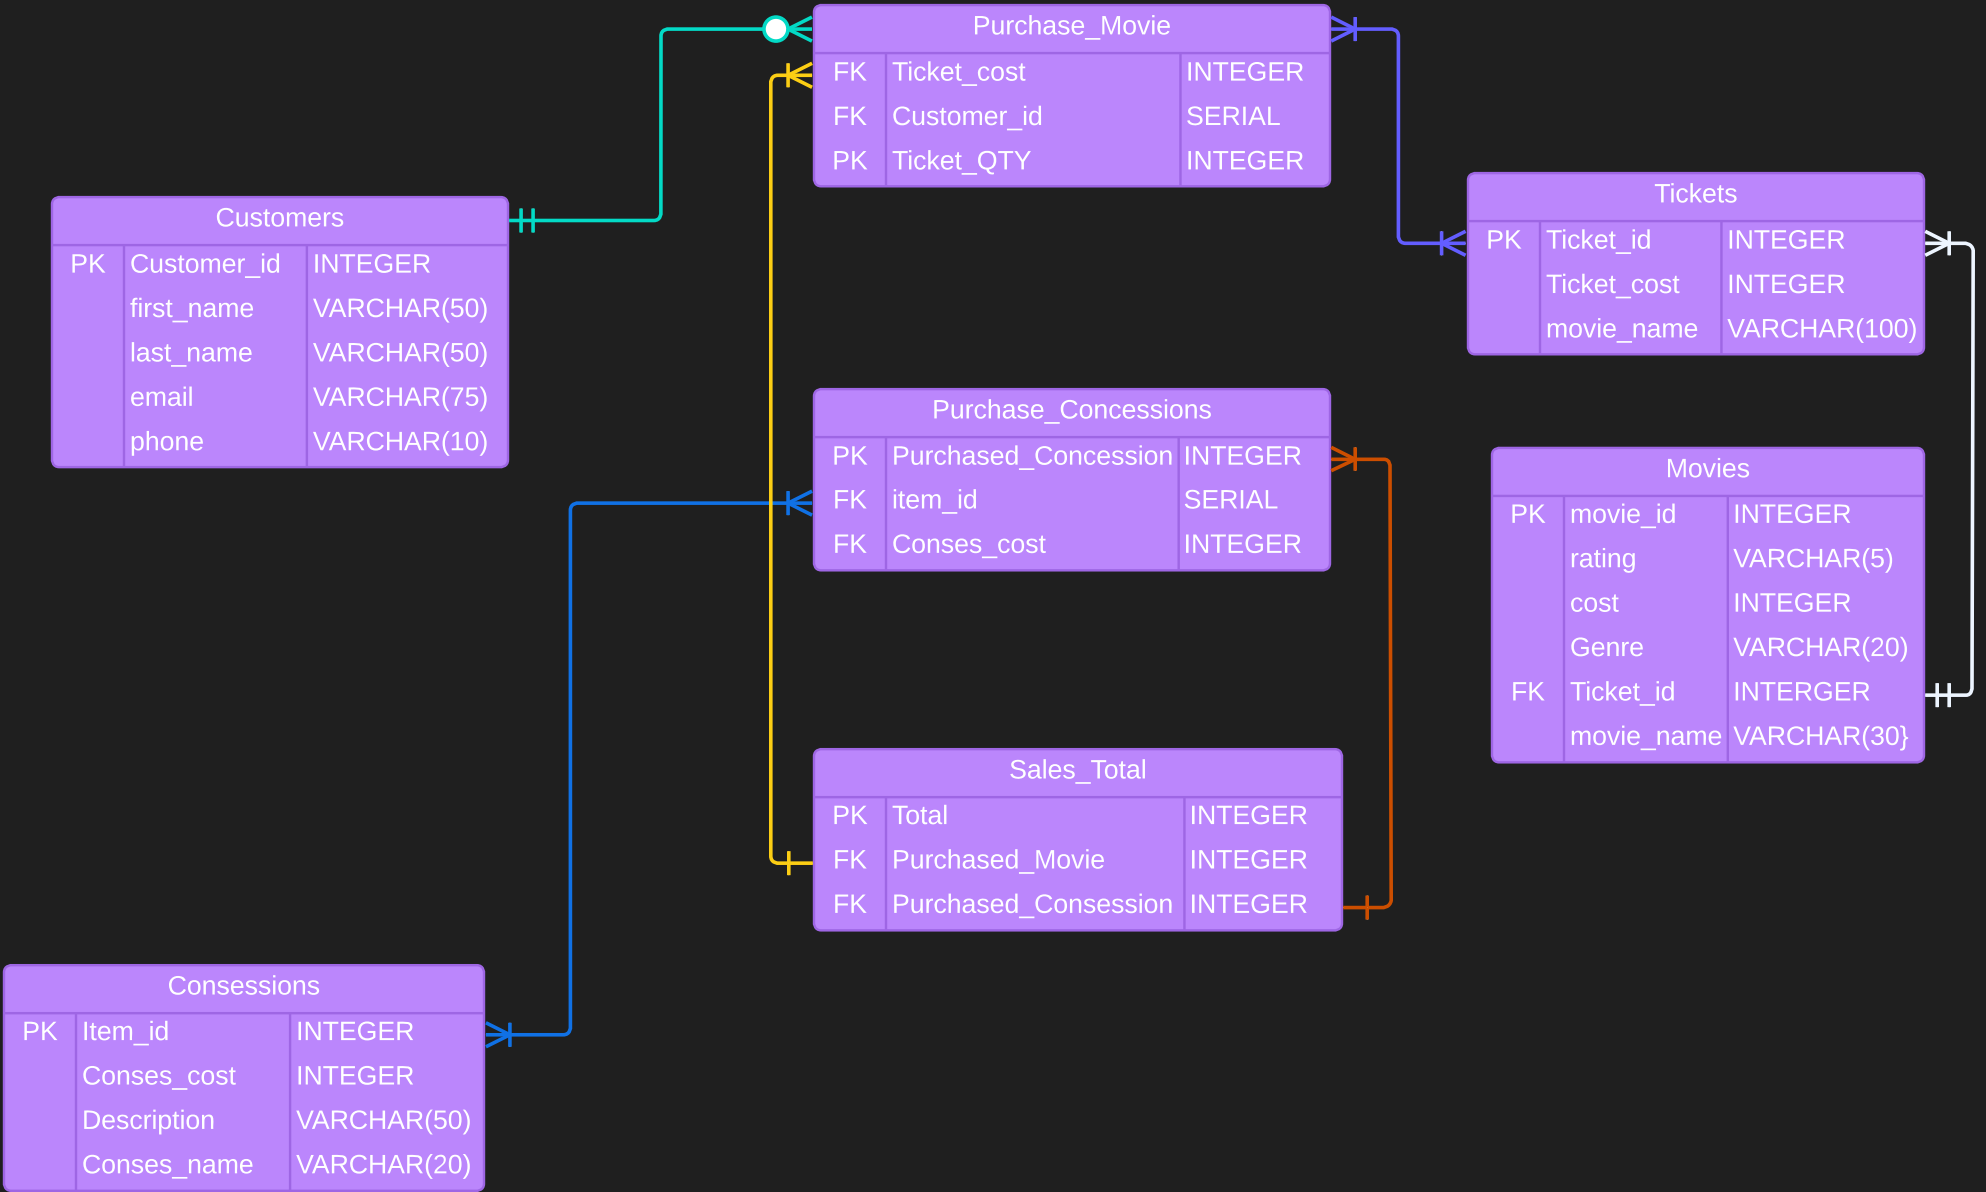 Purchase_Movie
FK Ticket_cost INTEGER
FK Customer_id SERIAL
PK Ticket_QTY INTEGER
Customers
PK Customer_id INTEGER
first_name VARCHAR(50)
last_name VARCHAR(50)
email VARCHAR(75)
phone VARCHAR(10)
Tickets
PK Ticket_id INTEGER
Ticket_cost INTEGER
movie_name VARCHAR(100)
Purchase_Concessions
PK Purchased_Concession INTEGER
FK item_id SERIAL
FK Conses_cost INTEGER
Movies
PK movie_id INTEGER
rating VARCHAR(5)
cost INTEGER
Genre VARCHAR(20)
FK Ticket_id INTERGER
movie_name VARCHAR(30}
Sales_Total
PK Total INTEGER
FK Purchased_Movie INTEGER
FK Purchased_Consession INTEGER
Consessions
PK Item_id INTEGER
Conses_cost INTEGER
Description VARCHAR(50)
Conses_name VARCHAR(20)